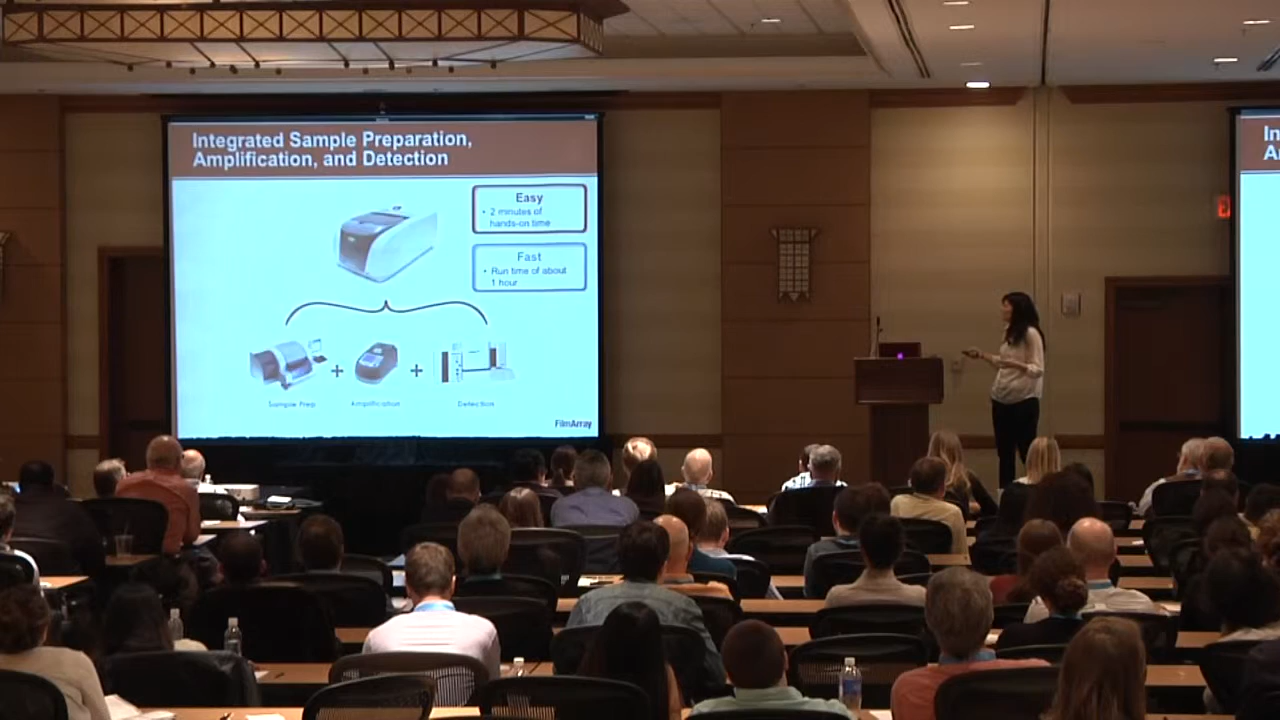 Integrated Sample Preparation,
Amplification, and Detection
Easy
• 2 minutes of
hands-on time
Fast
• Run time of about
1 hour
+
+
Sample Prep
Amplification
Detection
FilmArray
In
A